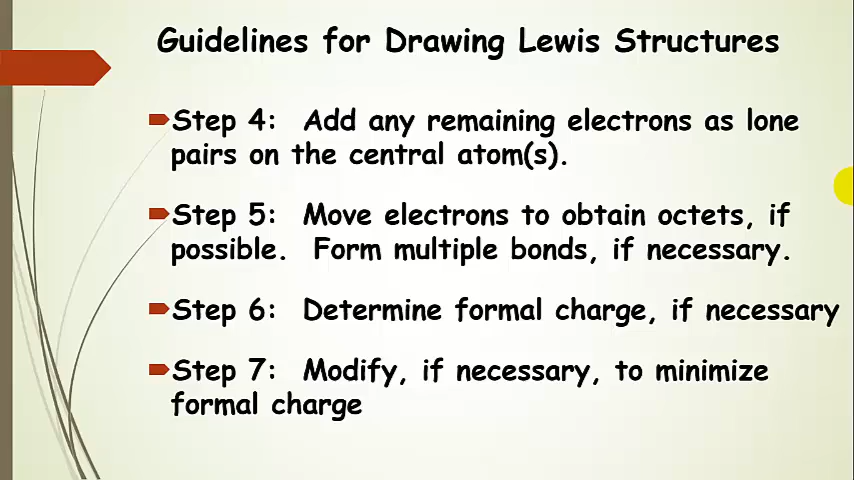 Guidelines for Drawing Lewis Structures
Step 4: Add any remaining electrons as lone
pairs on the central atom(s).
Step 5: Move electrons to obtain octets, if
possible. Form multiple bonds, if necessary.
Step 6: Determine formal charge, if necessary
Step 7: Modify, if necessary, to minimize
formal charge